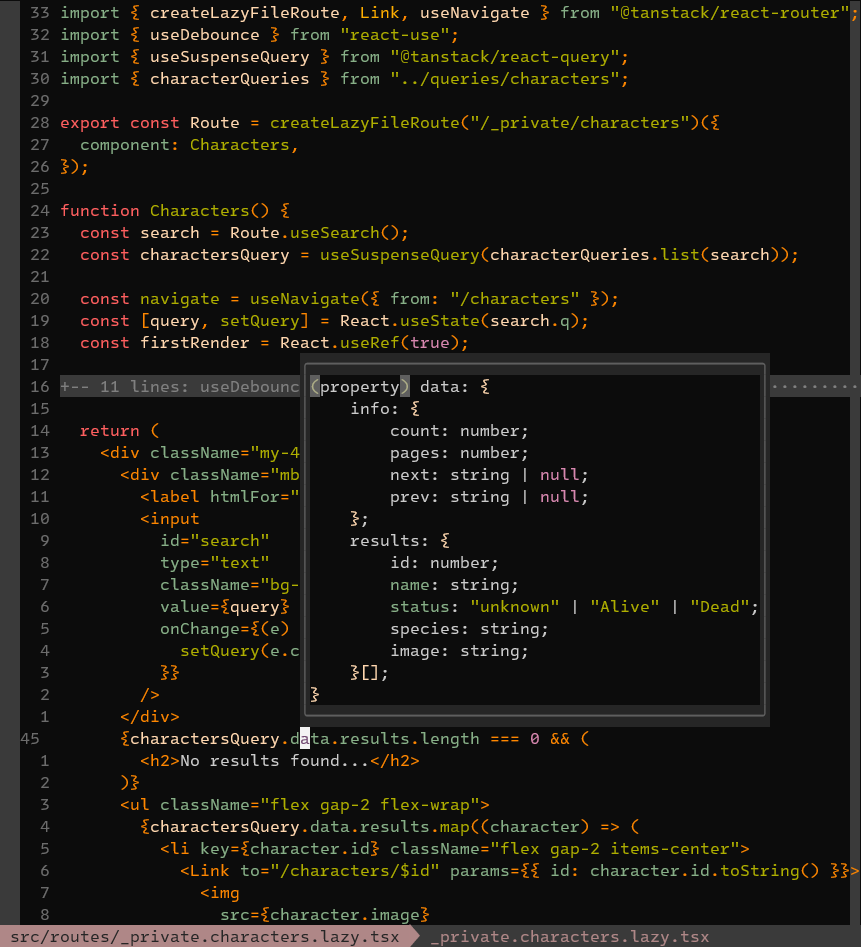 33 import { createLazyFileRoute, Link, useNavigate } from "@tanstack/react-router";
32 import { useDebounce } from "react-use";
31 import { useSuspenseQuery } from "@tanstack/react-query";
30 import { characterQueries } from "../queries/characters";
29
28 export const Route = createLazyFileRoute("/_private/characters")({
27   component: Characters,
26 });
25
24 function Characters() {
23   const search = Route.useSearch();
22   const charactersQuery = useSuspenseQuery(characterQueries.list(search));
21
20   const navigate = useNavigate({ from: "/characters" });
19   const [query, setQuery] = React.useState(search.q);
18   const firstRender = React.useRef(true);
17
16 +-- 11 lines: useDebounc (property) data: { ·········
15     info: {
14   return (         count: number;
13     <div className="my-4         pages: number;
12       <div className="mb         next: string | null;
11         <label htmlFor="         prev: string | null;
10         <input     };
9           id="search"     results: {
8           type="text"         id: number;
7           className="bg-         name: string;
6           value={query}         status: "unknown" | "Alive" | "Dead";
5           onChange={(e)         species: string;
4             setQuery(e.c         image: string;
3           }}     }[];
2         /> }
1       </div>
45       {charactersQuery.data.results.length === 0 && (
1         <h2>No results found...</h2>
2       )}
3       <ul className="flex gap-2 flex-wrap">
4         {charactersQuery.data.results.map((character) => (
5           <li key={character.id} className="flex gap-2 items-center">
6             <Link to="/characters/$id" params={{ id: character.id.toString() }}>
7               <img
8                 src={character.image}
src/routes/_private.characters.lazy.tsx _private.characters.lazy.tsx